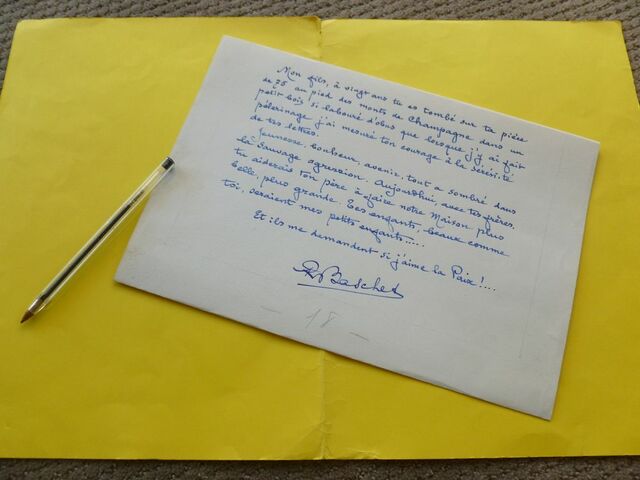 Mon fils, à vingt ans tu es tombé sur ta pièce
de 75 au pied des monts de Champagne dans un
petit bois si labouré d'obus que lorsque j'y ai fait
pèlerinage j'ai mesuré ton courage à la sérésité
de tes lettres.
Jeunesse, bonheur, avenir, tout a sombré dans
la sauvage agression. Aujourd'hui, avec tes frères,
tu aiderais ton père à faire notre Maison plus
belle, plus grande. Tes enfants, beaux comme
toi, seraient mes petits enfants.....
Et ils me demandent si j'aime la Paix!....
Baschet
- 18 -